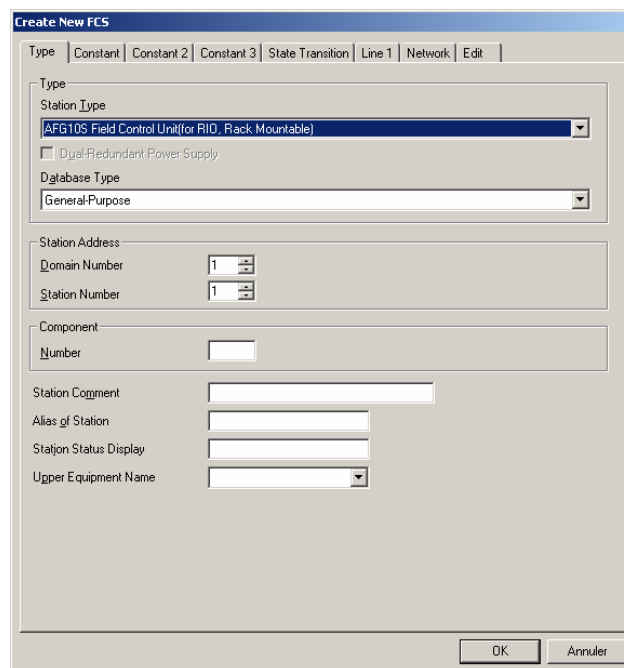 Create New FCS
Type Constant Constant 2 Constant 3 State Transition Line 1 Network Edit
Type
Station Type
AFG10S Field Control Unit(for RIO, Rack Mountable)
Dual-Redundant Power Supply
Database Type
General-Purpose
Station Address
Domain Number 1
Station Number 1
Component
Number
Station Comment
Alias of Station
Station Status Display
Upper Equipment Name
OK Annuler